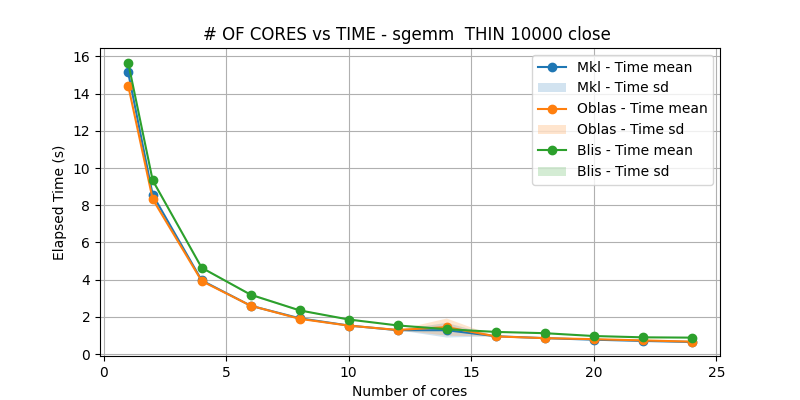 # OF CORES vs TIME - sgemm  THIN 10000 close
16
14
12
10
8
6
4
2
0
Elapsed Time (s)
Mkl - Time mean
Mkl - Time sd
Oblas - Time mean
Oblas - Time sd
Blis - Time mean
Blis - Time sd
0 5 10 15 20 25
Number of cores